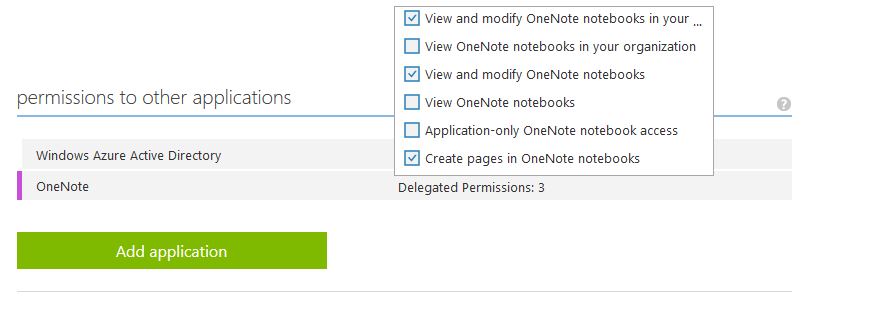 View and modify OneNote notebooks in your ...
View OneNote notebooks in your organization
View and modify OneNote notebooks
View OneNote notebooks
Application-only OneNote notebook access
Create pages in OneNote notebooks
permissions to other applications
?
Windows Azure Active Directory
OneNote
Delegated Permissions: 3
Add application